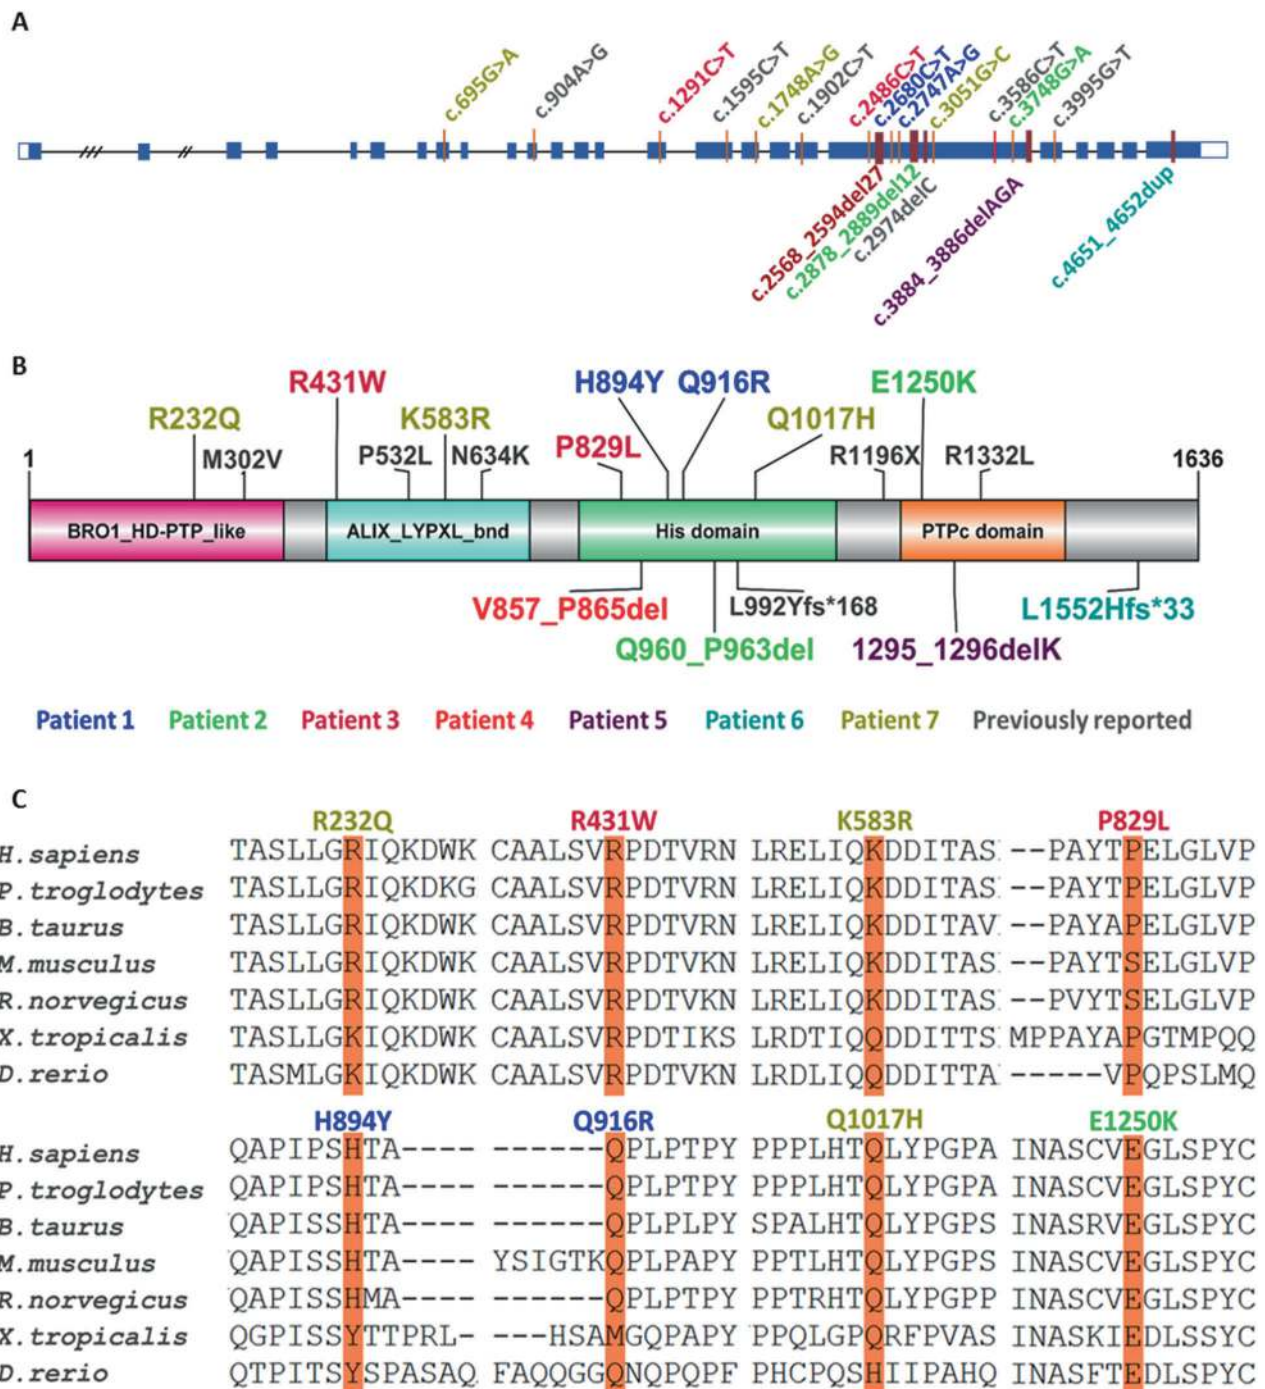 A
c.695G>A
c.904A>G
c.1291C>T
c.1595C>T
c.1748A>G
c.1902C>T
c.2486C>T
c.2680C>T
c.2747A>G
c.3051G>C
c.3586C>T
c.3748G>A
c.3995G>T
c.2568_2594del27
c.2878_2889del12
c.2974delC
c.3884_3886delAGA
c.4651_4652dup
B
R431W H894Y Q916R E1250K
R232Q K583R Q1017H
1 M302V P532L N634K P829L R1196X R1332L 1636
BRO1_HD-PTP_like ALIX_LYPXL_bnd His domain PTPc domain
V857_P865del L992Yfs*168 L1552Hfs*33
Q960_P963del 1295_1296delK
Patient 1 Patient 2 Patient 3 Patient 4 Patient 5 Patient 6 Patient 7 Previously reported
C
R232Q R431W K583R P829L
H.sapiens TASLLGRIQKDWK CAALSVRPDTVRN LRELIQKDDITAS --PAYTPELGLVP
P.troglodytes TASLLGRIQKDKG CAALSVRPDTVRN LRELIQKDDITAS --PAYTPELGLVP
B.taurus TASLLGRIQKDWK CAALSVRPDTVRN LRELIQKDDITAV --PAYAPELGLVP
M.musculus TASLLGRIQKDWK CAALSVRPDTVKN LRELIQKDDITAS --PAYTSELGLVP
R.norvegicus TASLLGRIQKDWK CAALSVRPDTVKN LRELIQKDDITAS --PVYTSELGLVP
X.tropicalis TASLLGKIQKDWK CAALSVRPDTIKS LRDTIQQDDITTS MPPAYAPGTMPQQ
D.rerio TASMLGKIQKDWK CAALSVRPDTVKN LRDLIQQDDITTA -----VPQPSLMQ
H894Y Q916R Q1017H E1250K
H.sapiens QAPIPSHTA---- ------QPLPTPY PPPLHTQLYPGPA INASCVEGLSPYC
P.troglodytes QAPIPSHTA---- ------QPLPTPY PPPLHTQLYPGPA INASCVEGLSPYC
B.taurus QAPISSHTA---- ------QPLPLPY SPALHTQLYPGPS INASRVEGLSPYC
M.musculus QAPISSHTA---- YSIGTKQPLPAPY PPTLHTQLYPGPS INASCVEGLSPYC
R.norvegicus QAPISSHMA---- ------QPLPTPY PPTRHTQLYPGPP INASCVEGLSPYC
X.tropicalis QGPISSYTTPRL- ---HSAMGQPAPY PPQLGPQRFPVAS INASKIEDLSSYC
D.rerio QTPITSYSPASAQ FAQQGGQNQPQPF PHCPQSHIIPAHQ INASFTEDLSPYC